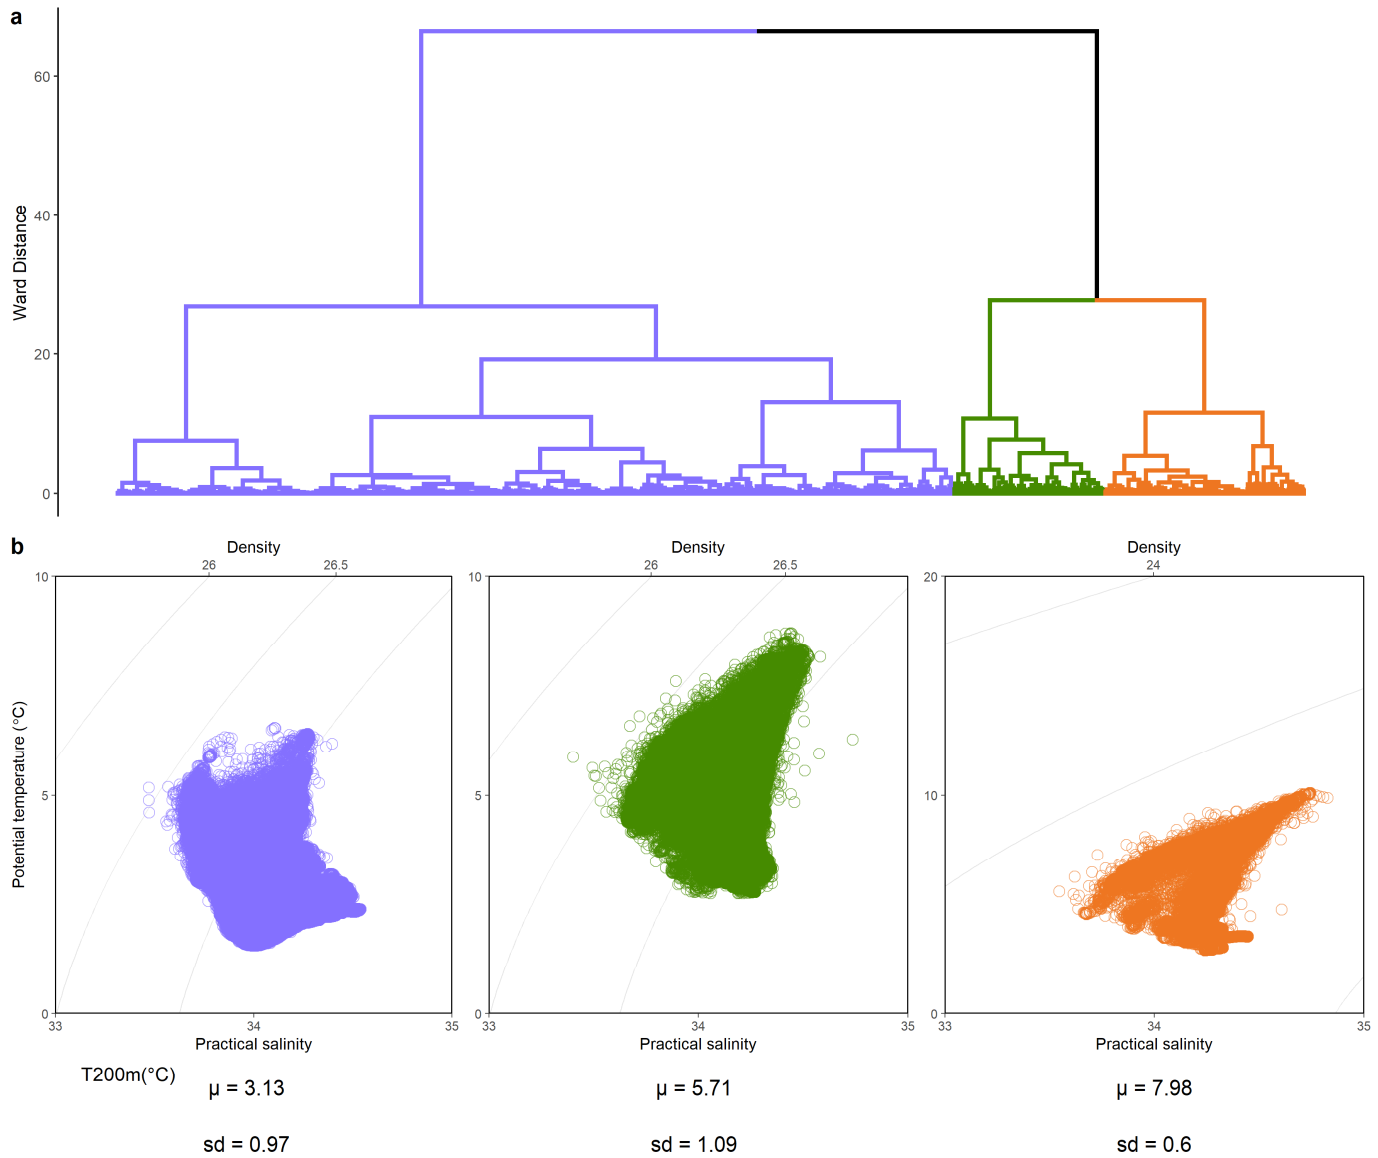 a
60
40
20
0
Ward Distance
b
Density
Density
Density
26
26.5
26
26.5
24
10
5
0
10
5
0
20
10
0
Potential temperature (°C)
33
34
35
33
34
35
33
34
35
Practical salinity
Practical salinity
Practical salinity
T200m(°C)
μ = 3.13
μ = 5.71
μ = 7.98
sd = 0.97
sd = 1.09
sd = 0.6